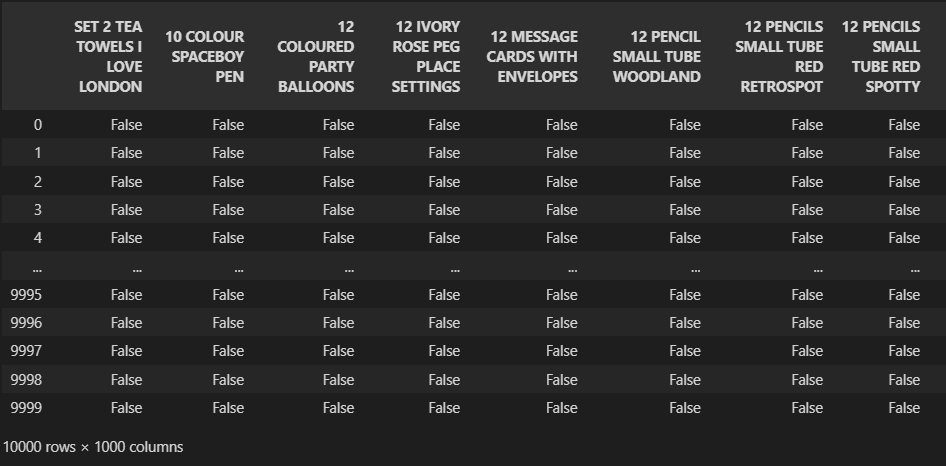 SET 2 TEA TOWELS I LOVE LONDON 10 COLOUR SPACEBOY PEN 12 COLOURED PARTY BALLOONS 12 IVORY ROSE PEG PLACE SETTINGS 12 MESSAGE CARDS WITH ENVELOPES 12 PENCIL SMALL TUBE WOODLAND 12 PENCILS SMALL TUBE RED RETROSPOT 12 PENCILS SMALL TUBE RED SPOTTY
0 False False False False False False False False
1 False False False False False False False False
2 False False False False False False False False
3 False False False False False False False False
4 False False False False False False False False
... ... ... ... ... ... ... ... ...
9995 False False False False False False False False
9996 False False False False False False False False
9997 False False False False False False False False
9998 False False False False False False False False
9999 False False False False False False False False
10000 rows × 1000 columns